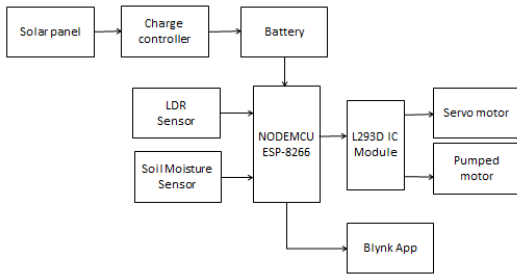 Solar panel
Charge
controller
Battery
LDR
Sensor
NODEMCU
ESP-8266
L293D IC
Module
Servo motor
Soil Moisture
Sensor
Pumped
motor
Blynk App